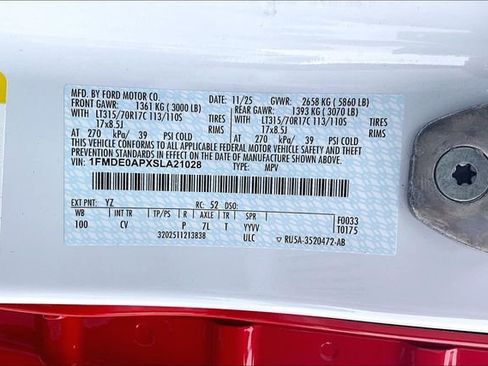 MFD. BY FORD MOTOR CO. DATE: 11/25 GVWR: 2658 KG ( 5860 LB)
FRONT GAWR: 1361 KG ( 3000 LB) REAR GAWR: 1393 KG ( 3070 LB)
WITH LT315/70R17C 113/110S WITH LT315/70R17C 113/110S
17x8.5J 17x8.5J
AT 270 kPa/ 39 PSI COLD AT 270 kPa/ 39 PSI COLD
THIS VEHICLE CONFORMS TO ALL APPLICABLE FEDERAL MOTOR VEHICLE SAFETY AND THEFT
PREVENTION STANDARDS IN EFFECT ON THE DATE OF MANUFACTURE SHOWN ABOVE.
VIN: 1FMDE0APXSLA21028 TYPE: MPV
EXT PNT: YZ RC: 52 DSO:
WB INT TR TP/PS R AXLE TR SPR F0033
100 CV P 7L T YYVV T0175
3202511213838 ULC RU5A-3520472-AB